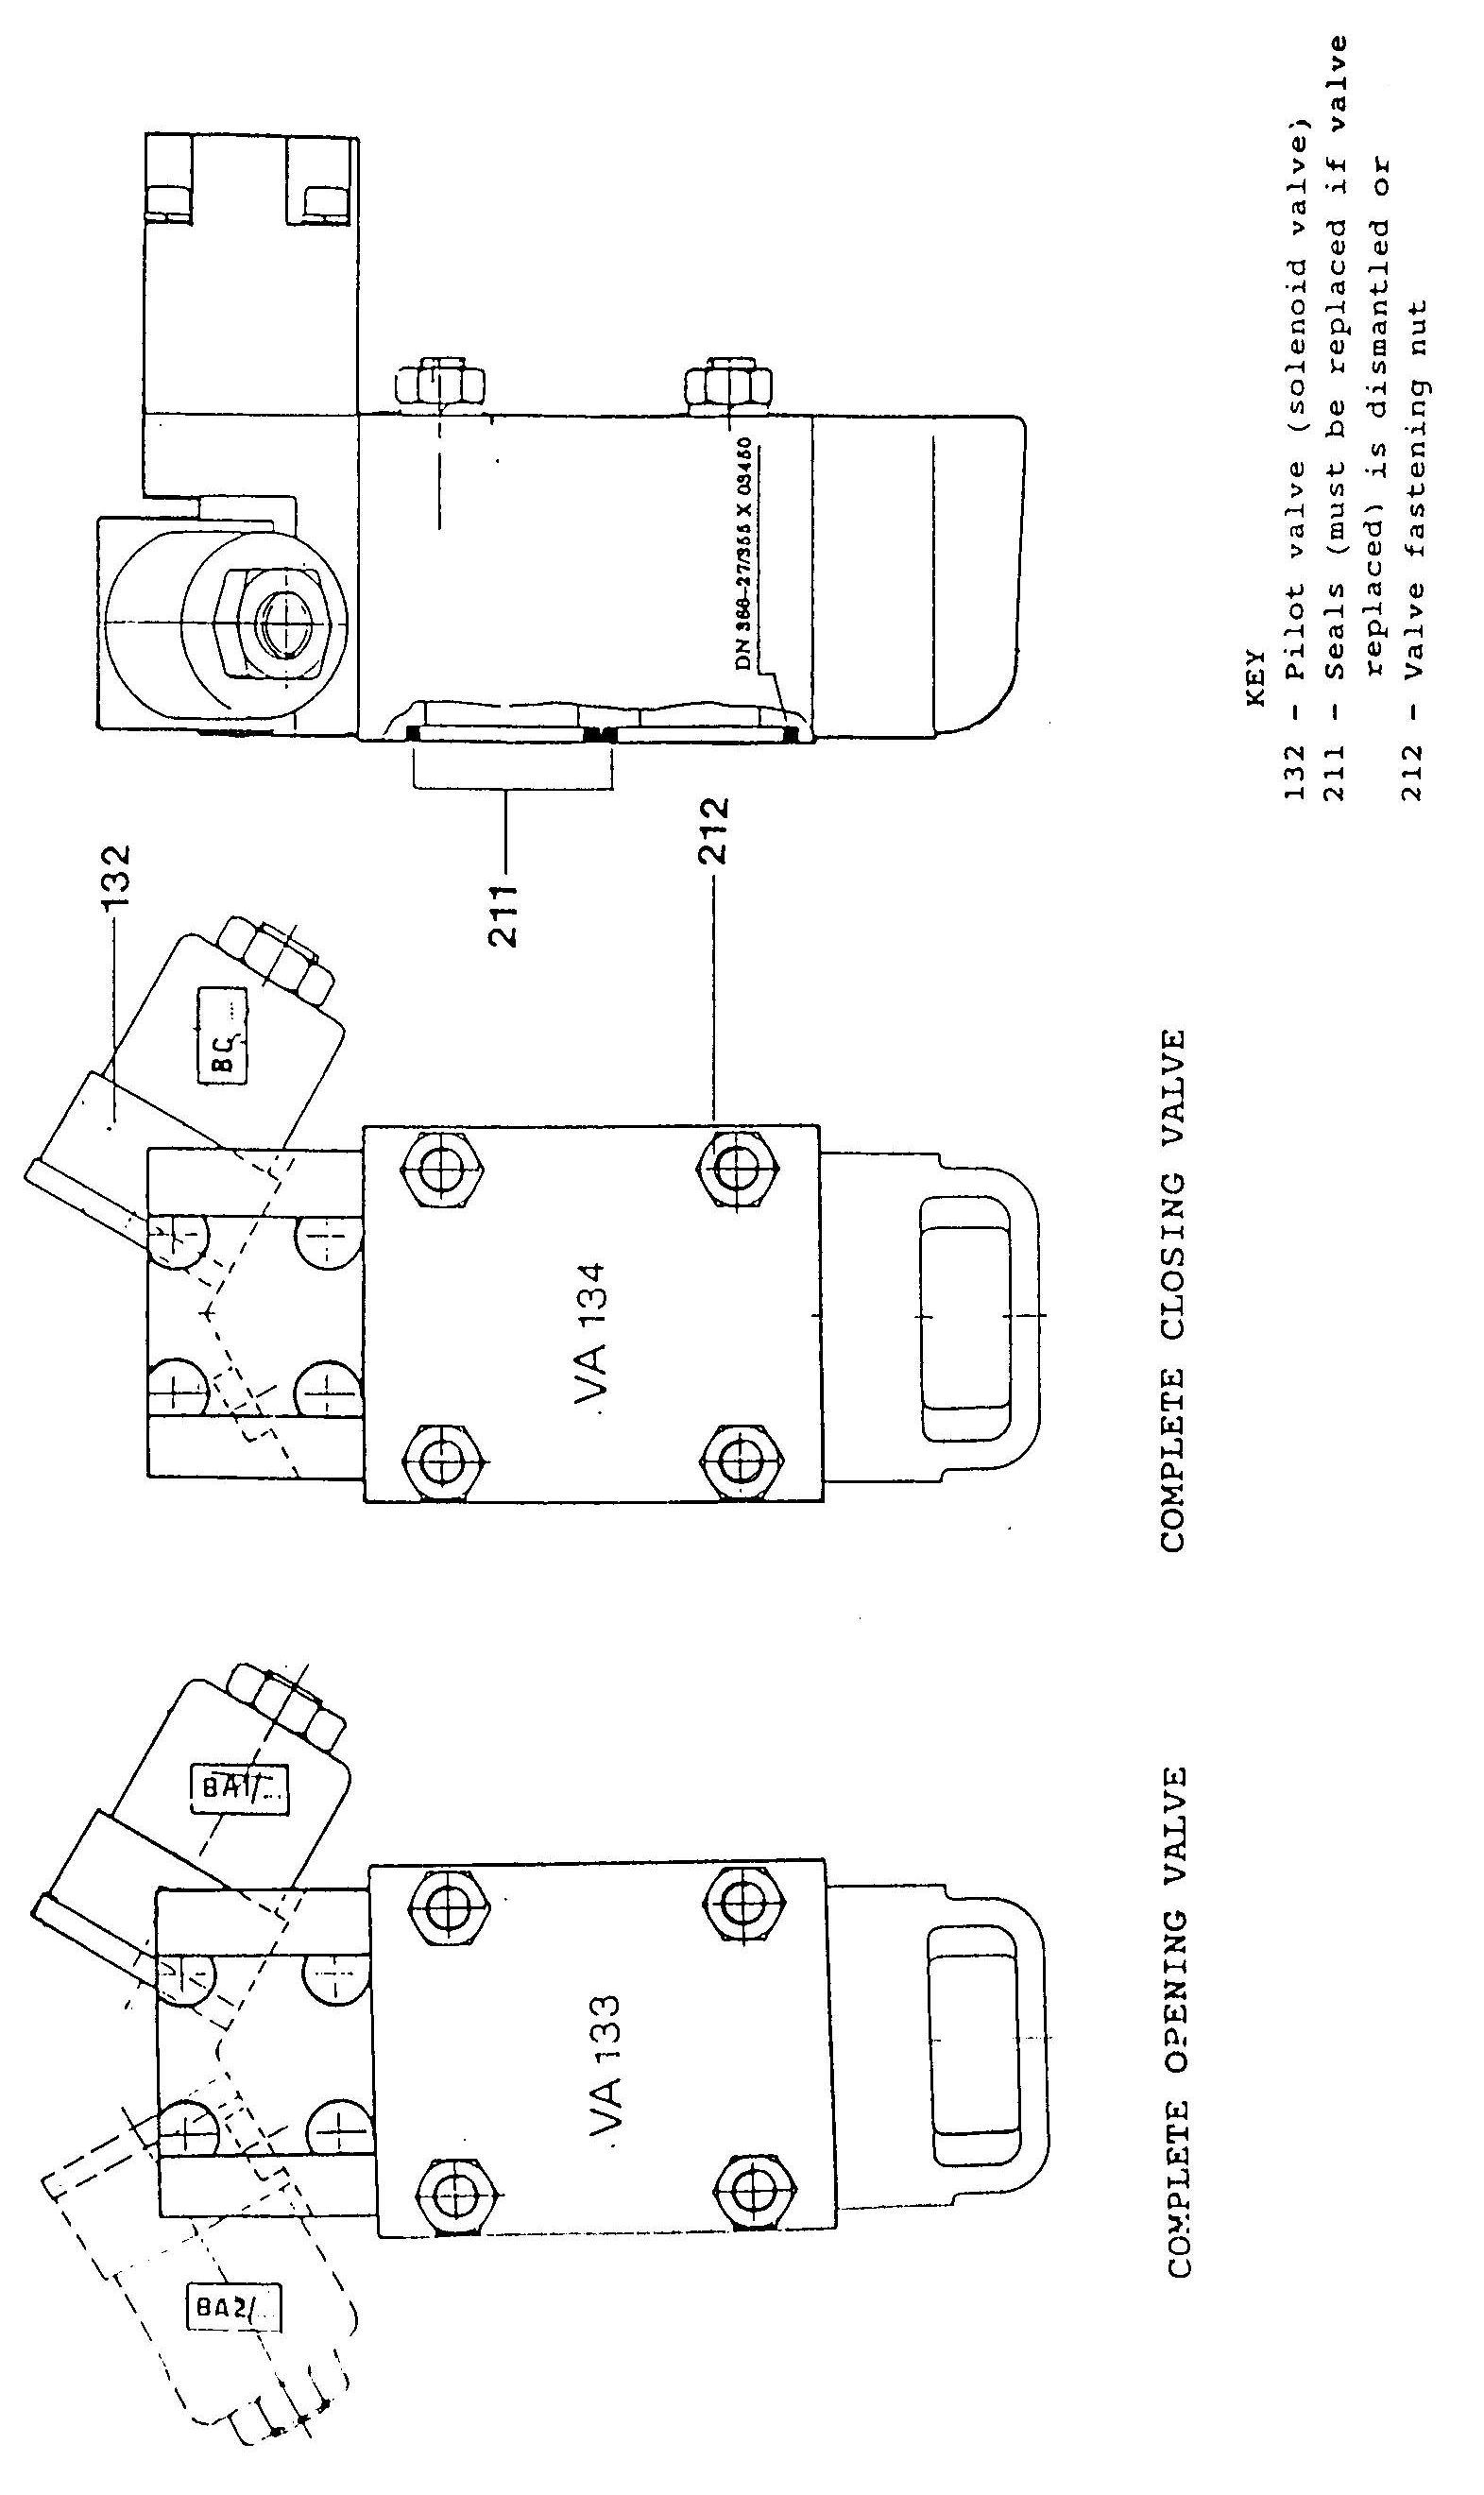 132
211
212
BC
BA1/...
BA2/...
VA 134
VA 133
DN 366-27/355 X 03450
COMPLETE OPENING VALVE
COMPLETE CLOSING VALVE
KEY
132 - Pilot valve (solenoid valve)
211 - Seals (must be replaced if valve
replaced) is dismantled or
212 - Valve fastening nut